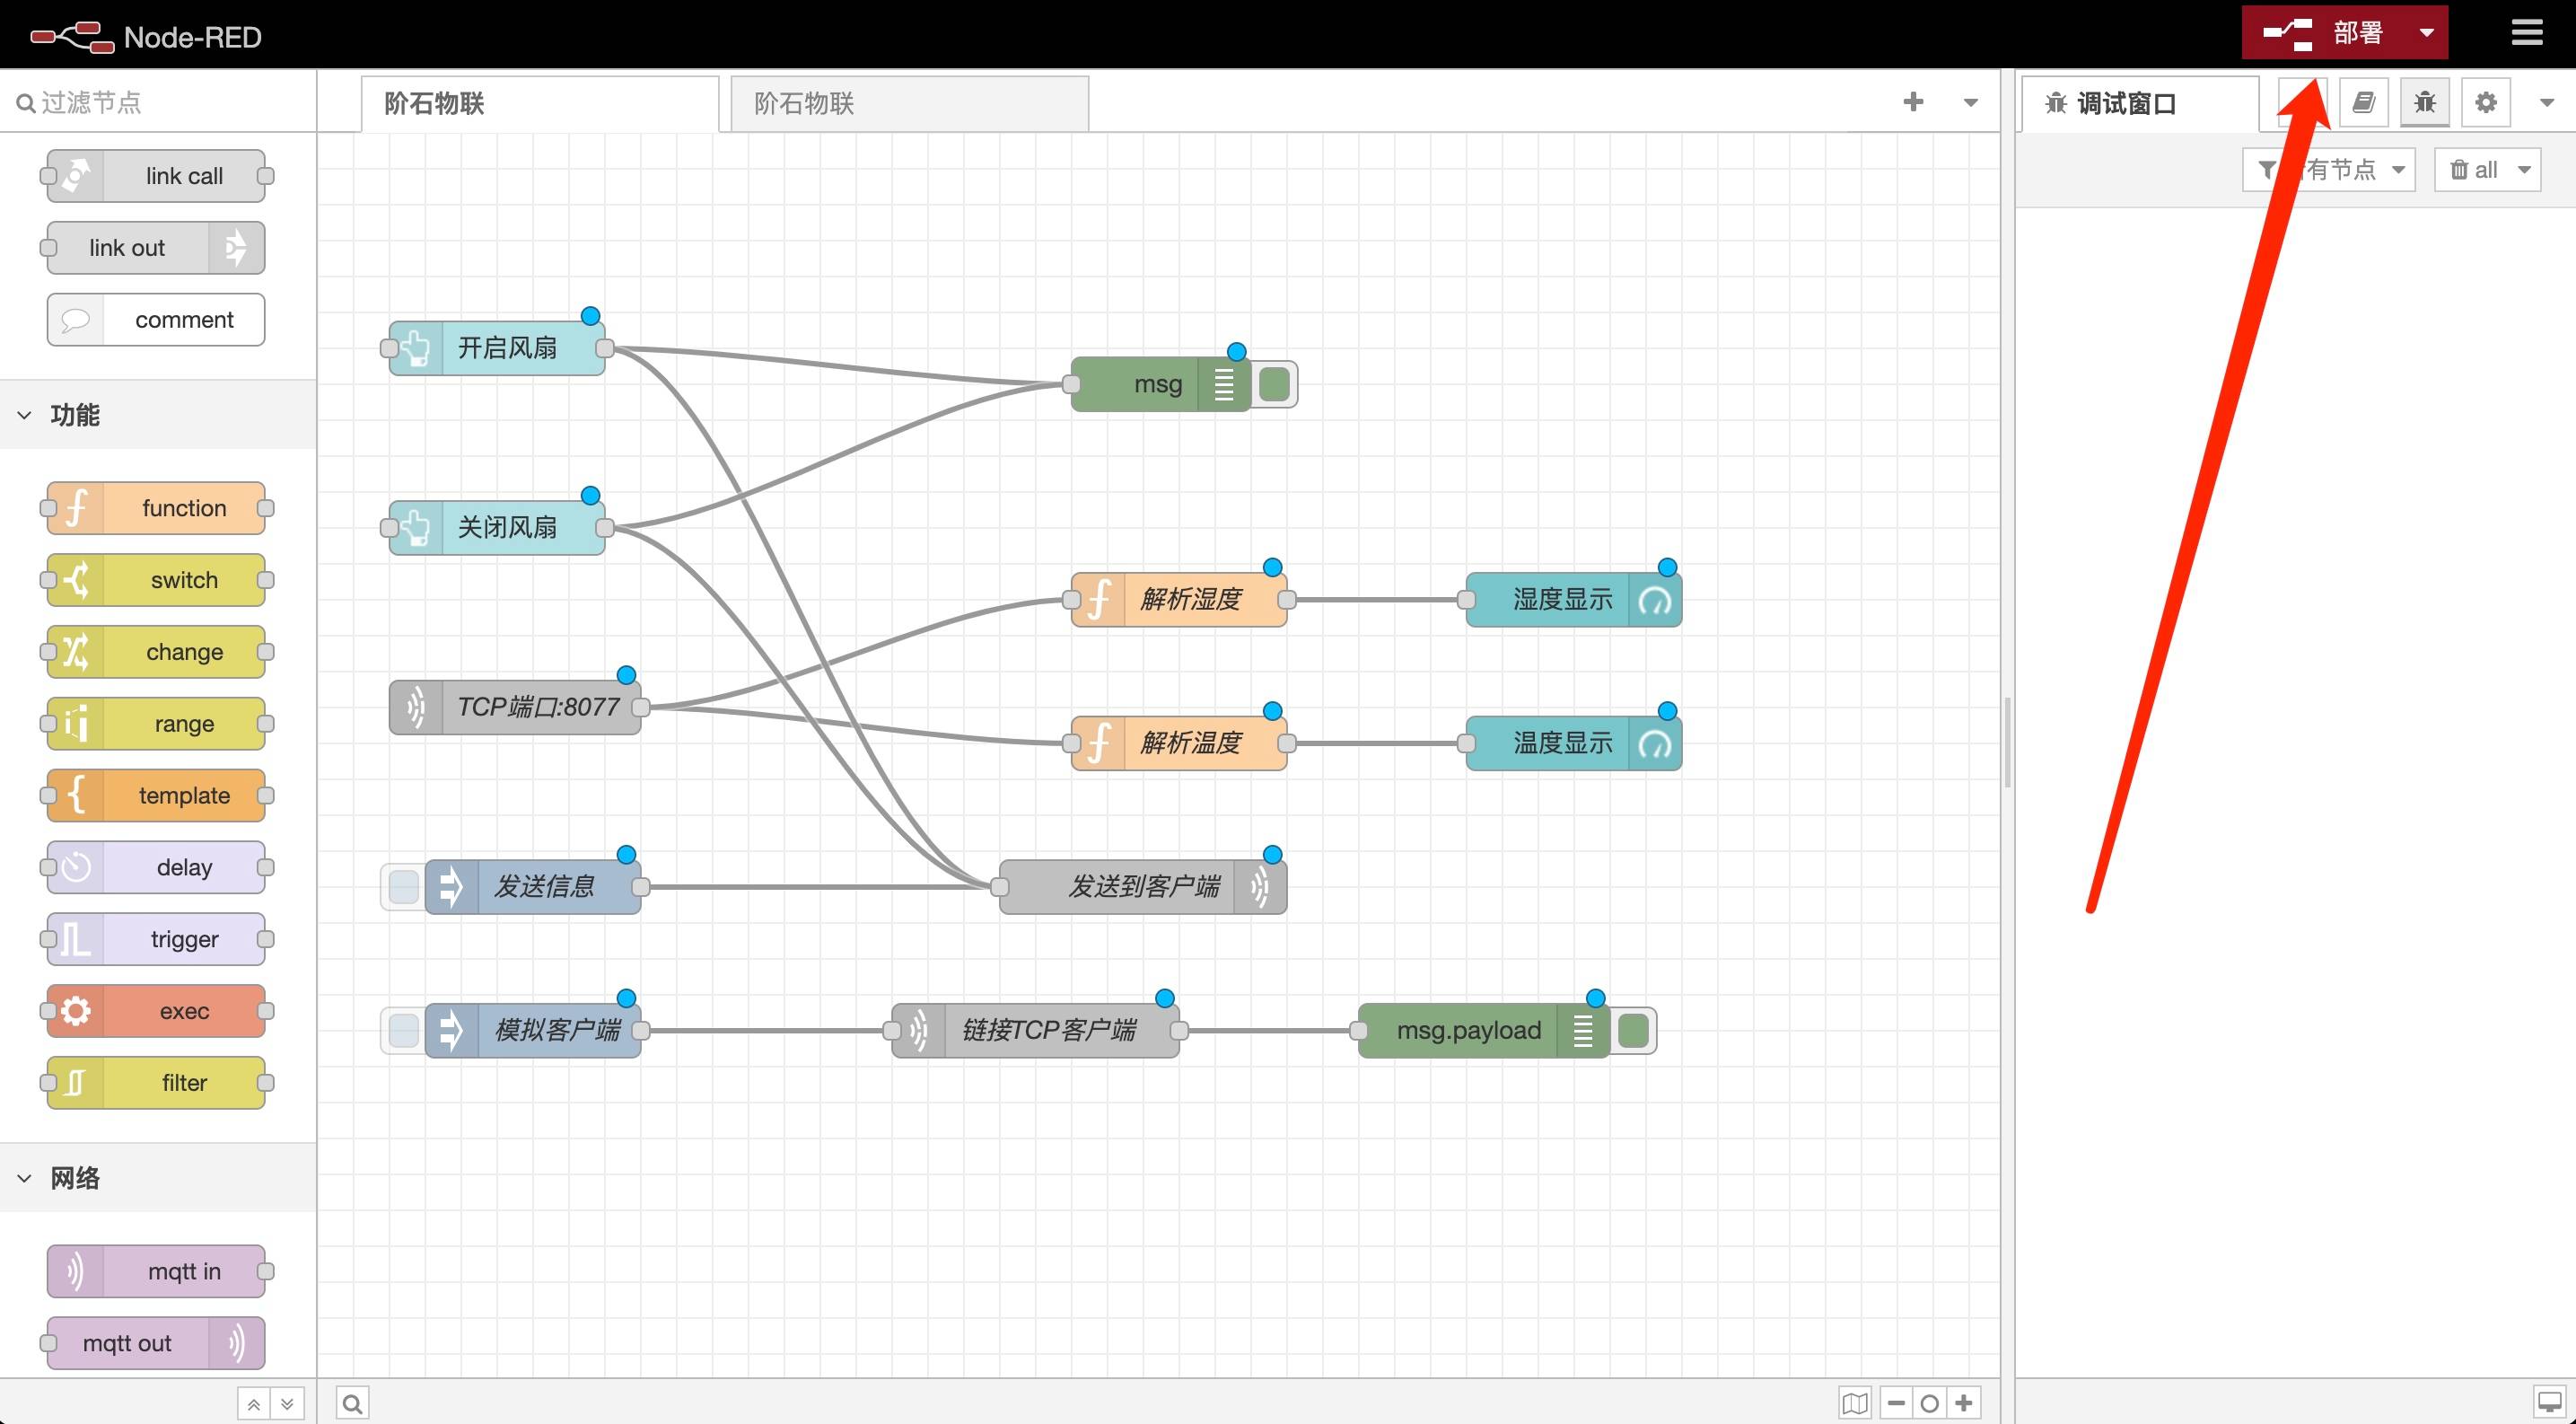 Node-RED
部署
过滤节点
阶石物联
阶石物联
调试窗口
有节点
all
link call
link out
comment
功能
function
switch
change
range
template
delay
trigger
exec
filter
网络
mqtt in
mqtt out
开启风扇
msg
关闭风扇
解析湿度
湿度显示
TCP端口:8077
解析温度
温度显示
发送信息
发送到客户端
模拟客户端
链接TCP客户端
msg.payload